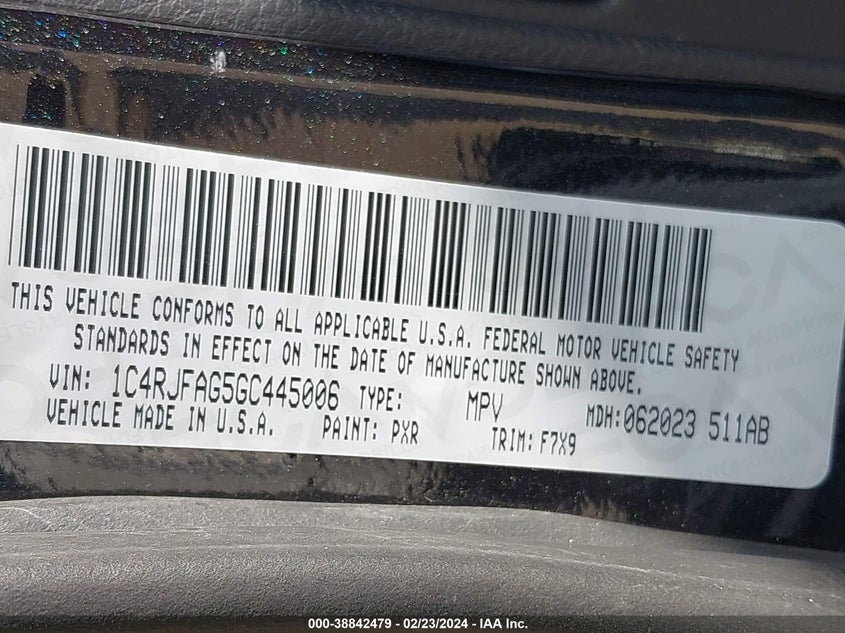 THIS VEHICLE CONFORMS TO ALL APPLICABLE U.S.A. FEDERAL MOTOR VEHICLE SAFETY
STANDARDS IN EFFECT ON THE DATE OF MANUFACTURE SHOWN ABOVE.
VIN: 1C4RJFAG5GC445006 TYPE: MPV MDH:062023 511AB
VEHICLE MADE IN U.S.A. PAINT: PXR TRIM: F7X9
000-38842479 - 02/23/2024 - IAA Inc.